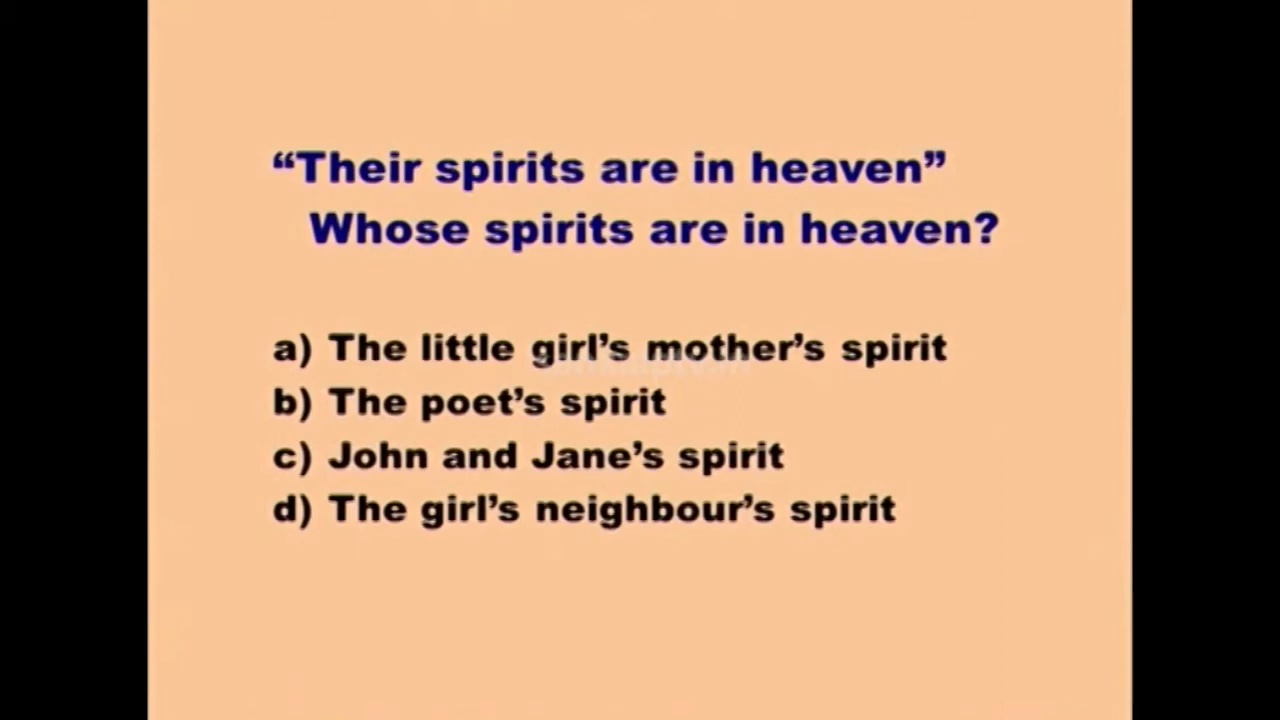 “Their spirits are in heaven”
Whose spirits are in heaven?
a) The little girl’s mother’s spirit
b) The poet’s spirit
c) John and Jane’s spirit
d) The girl’s neighbour’s spirit